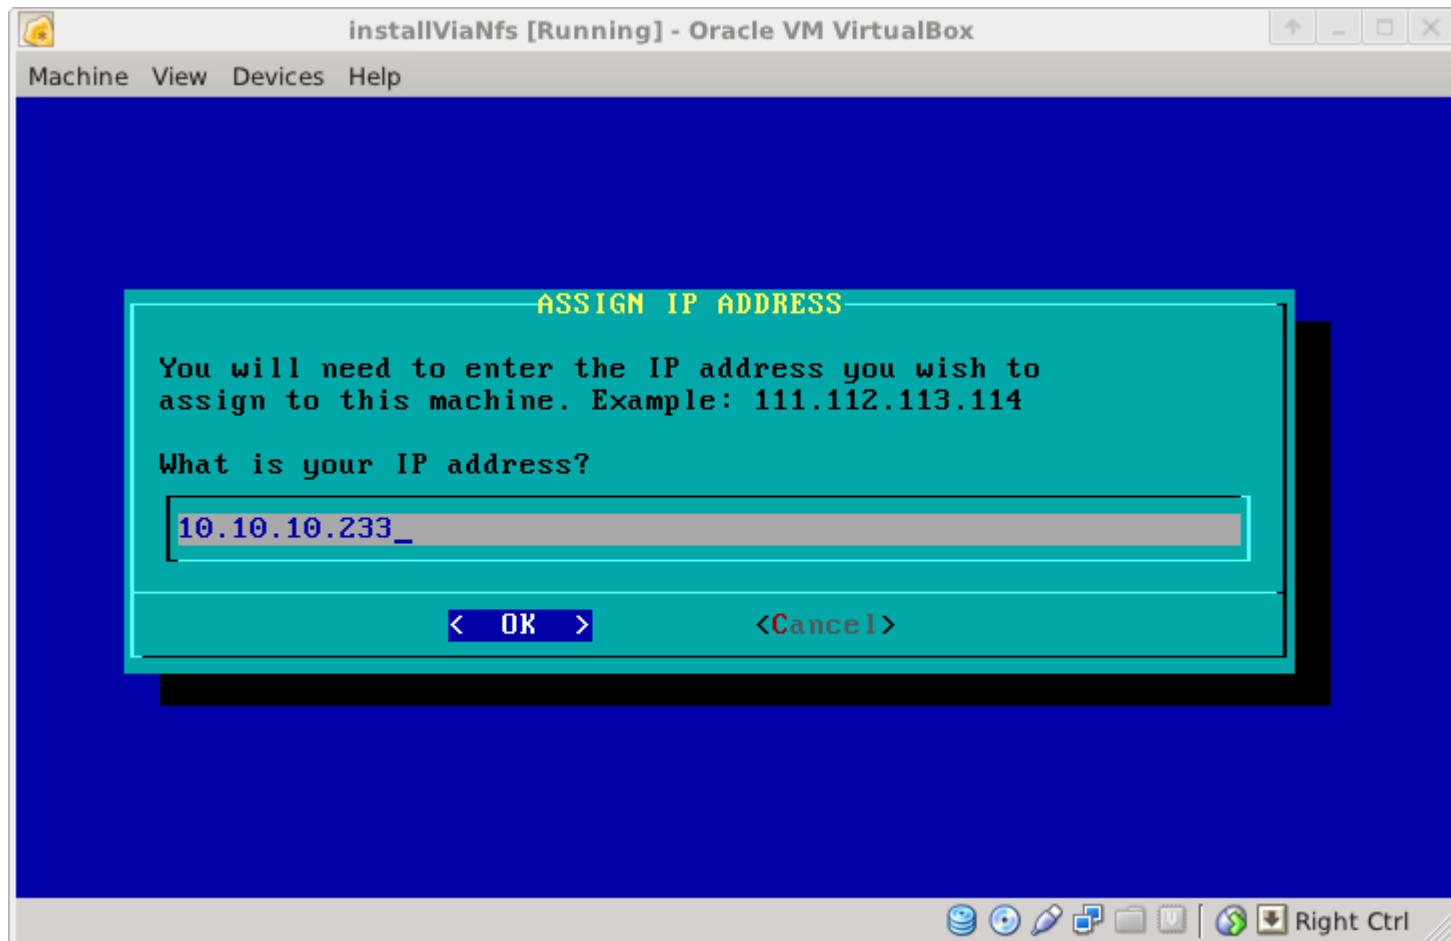 installViaNfs [Running] - Oracle VM VirtualBox
Machine View Devices Help
ASSIGN IP ADDRESS
You will need to enter the IP address you wish to
assign to this machine. Example: 111.112.113.114
What is your IP address?
10.10.10.233_
< OK > <Cancel>
Right Ctrl